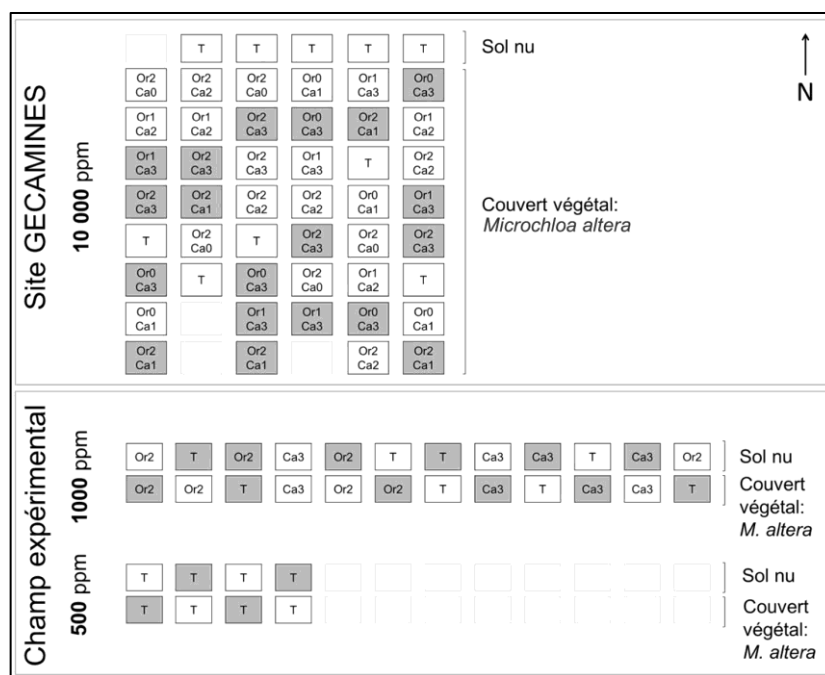 Site GECAMINES
10 000 ppm
T T T T T
Sol nu
N
Or2 Or2 Or2 Or0 Or1 Or0
Ca0 Ca2 Ca0 Ca1 Ca3 Ca3
Or1 Or1 Or2 Or0 Or2 Or1
Ca2 Ca2 Ca3 Ca3 Ca1 Ca2
Or1 Or2 Or2 Or1 T Or2
Ca3 Ca3 Ca3 Ca3 Ca2
Or2 Or2 Or2 Or2 Or0 Or1
Ca3 Ca1 Ca2 Ca2 Ca1 Ca3
Couvert végétal:
Microchloa altera
T Or2 T Or2 Or2 Or2
Ca0 Ca3 Ca0 Ca3
Or0 T Or0 Or2 Or1 T
Ca3 Ca3 Ca0 Ca2
Or0 Or1 Or1 Or0 Or0
Ca1 Ca3 Ca3 Ca3 Ca1
Or2 Or2 Or2 Or2
Ca1 Ca1 Ca2 Ca1
Champ expérimental
1000 ppm
Or2 T Or2 Ca3 Or2 T T Ca3 Ca3 T Ca3 Or2
Sol nu
Or2 Or2 T Ca3 Or2 Or2 T Ca3 T Ca3 Ca3 T
Couvert
végétal:
M. altera
500 ppm
T T T T
Sol nu
T T T T
Couvert
végétal:
M. altera